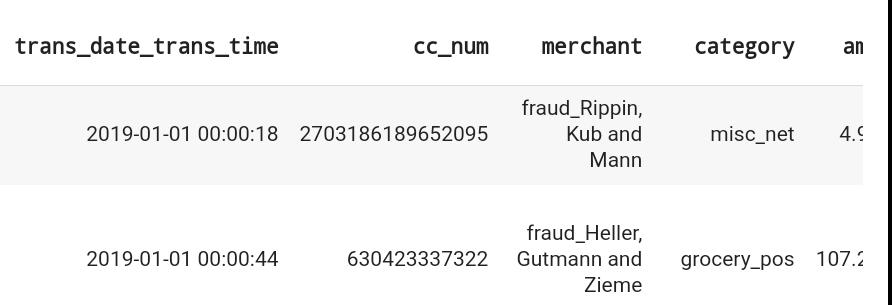 trans_date_trans_time cc_num merchant category am
2019-01-01 00:00:18 2703186189652095 fraud_Rippin, Kub and Mann misc_net 4.9
2019-01-01 00:00:44 630423337322 fraud_Heller, Gutmann and Zieme grocery_pos 107.2